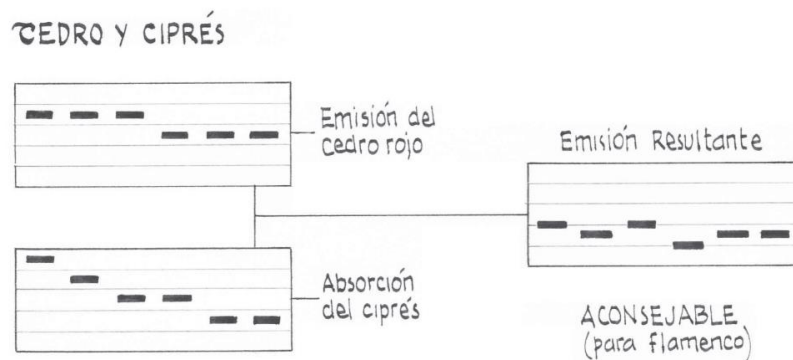 CEDRO Y CIPRÉS
Emisión del
Cedro rojo
Emisión Resultante
Absorción
del ciprés
ACONSEJABLE
(para flamenco)